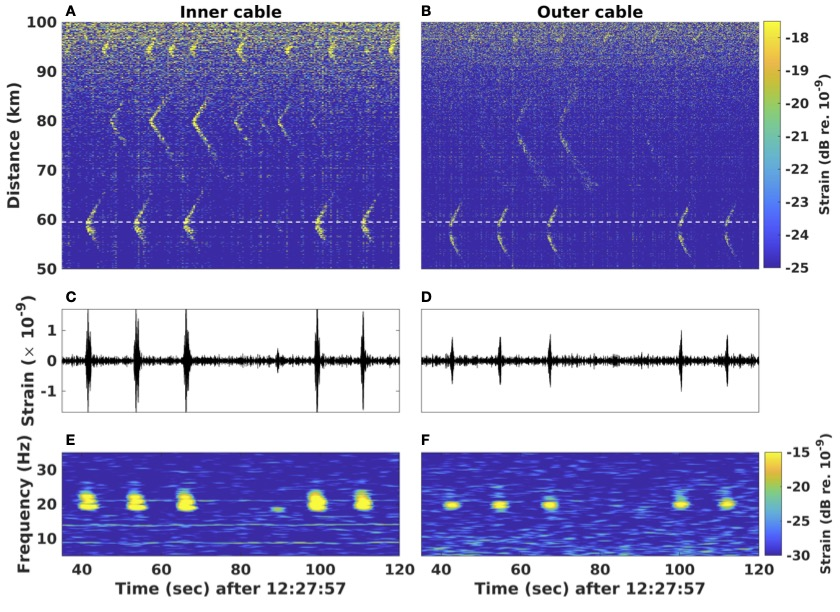 A Inner cable
B Outer cable
Distance (km)
100
90
80
70
60
50
-18
-19
-20
-21
-22
-23
-24
-25
Strain (dB re. 10-9)
C
D
Strain (× 10-9)
1
0
-1
E
F
Frequency (Hz)
30
20
10
-15
-20
-25
-30
Strain (dB re. 10-9)
40 60 80 100 120
40 60 80 100 120
Time (sec) after 12:27:57
Time (sec) after 12:27:57